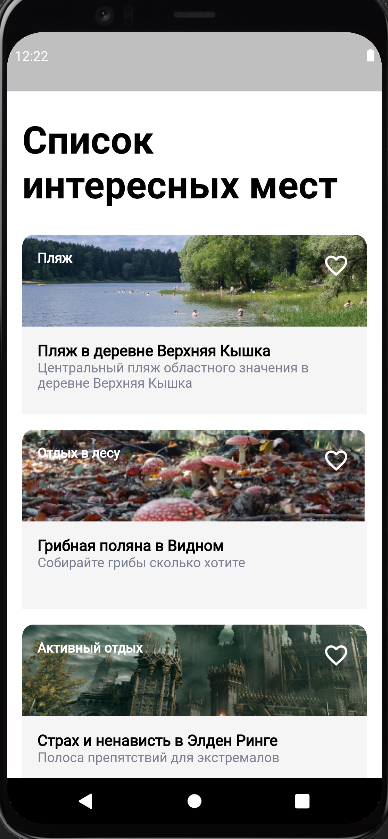 12:22
Список
интересных мест
Пляж
Пляж в деревне Верхняя Кышка
Центральный пляж областного значения в
деревне Верхняя Кышка
Отдых в лесу
Грибная поляна в Видном
Собирайте грибы сколько хотите
Активный отдых
Страх и ненависть в Элден Ринге
Полоса препятствий для экстремалов